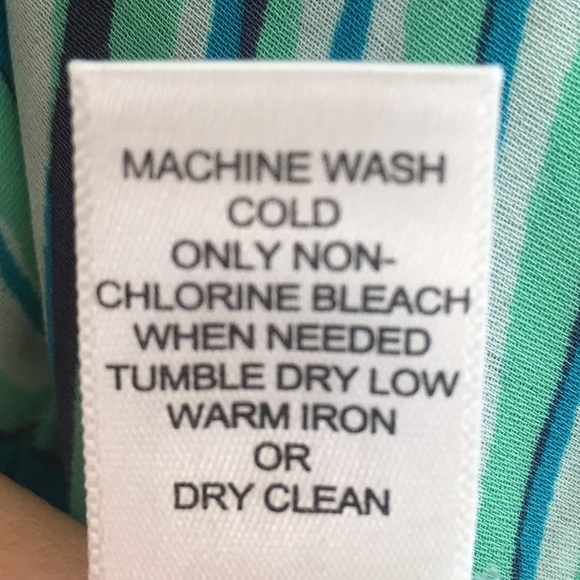 MACHINE WASH
COLD
ONLY NON-
CHLORINE BLEACH
WHEN NEEDED
TUMBLE DRY LOW
WARM IRON
OR
DRY CLEAN